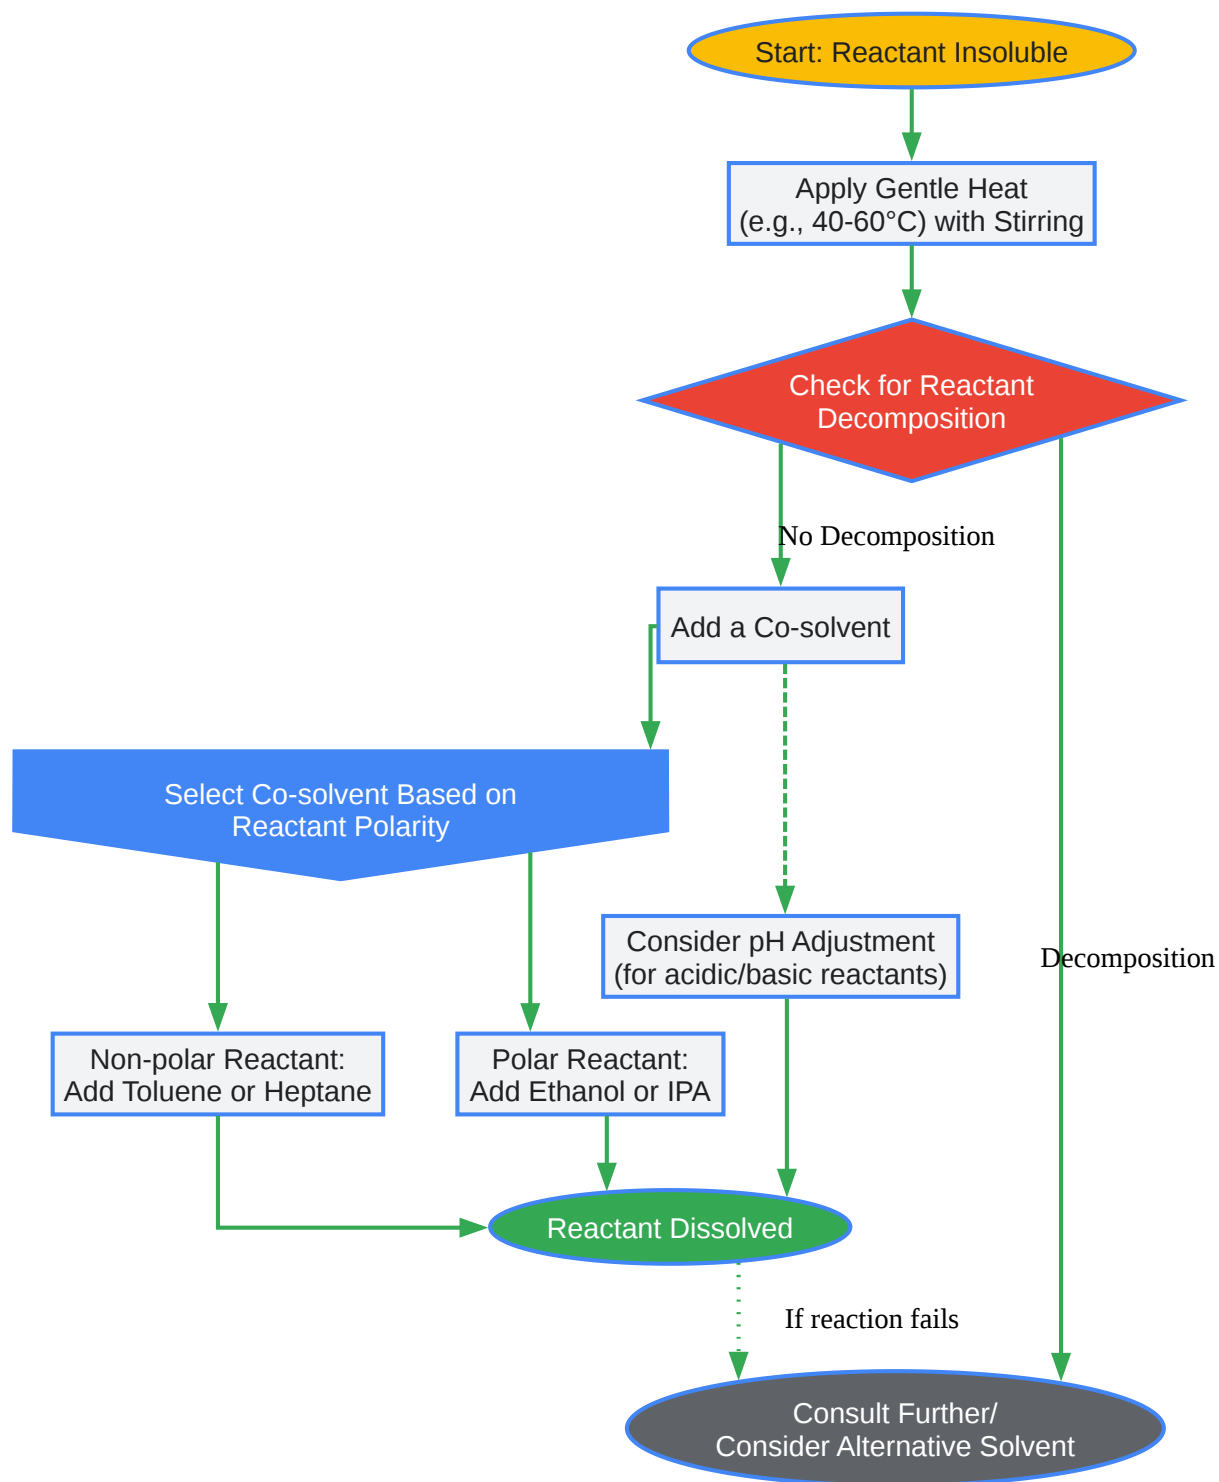 Start: Reactant Insoluble
Apply Gentle Heat
(e.g., 40-60°C) with Stirring
Check for Reactant
Decomposition
No Decomposition
Add a Co-solvent
Select Co-solvent Based on
Reactant Polarity
Consider pH Adjustment
(for acidic/basic reactants)
Decomposition
Non-polar Reactant:
Add Toluene or Heptane
Polar Reactant:
Add Ethanol or IPA
Reactant Dissolved
If reaction fails
Consult Further/
Consider Alternative Solvent